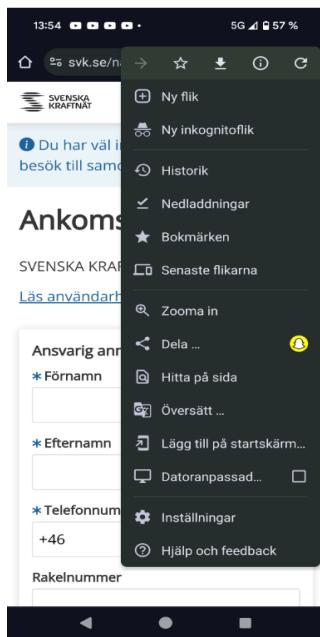 13:54
5G 57 %
svk.se/n
SVENSKA
KRAFTNÄT
Du har väl i
besök till samo
Ankoms
SVENSKA KRAF
Läs användarh
Ansvarig anr
* Förnamn
* Efternamn
* Telefonnum
+46
Rakelnummer
Ny flik
Ny inkognitoflik
Historik
Nedladdningar
Bokmärken
Senaste flikarna
Zooma in
Dela ...
Hitta på sida
Översätt ...
Lägg till på startskärm...
Datoranpassad...
Inställningar
Hjälp och feedback